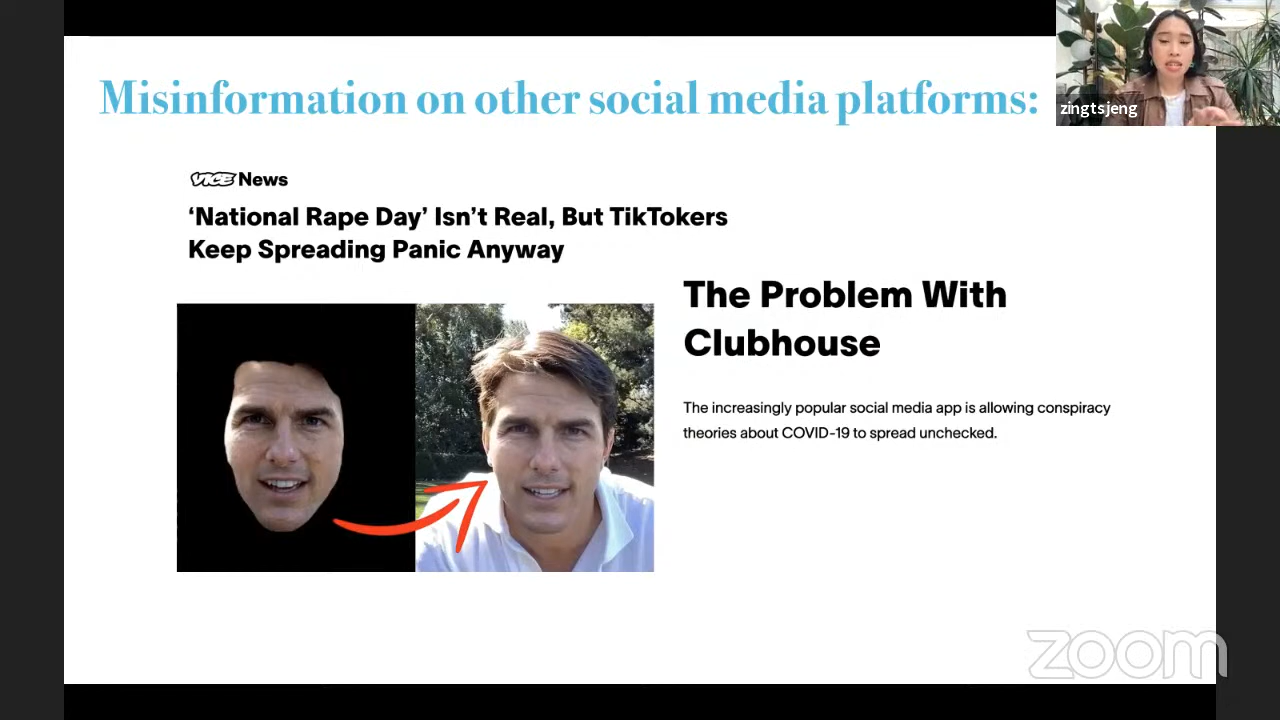 Misinformation on other social media platforms:
zingtsjeng
VICE News
‘National Rape Day’ Isn’t Real, But TikTokers
Keep Spreading Panic Anyway
The Problem With
Clubhouse
The increasingly popular social media app is allowing conspiracy
theories about COVID-19 to spread unchecked.
zoom